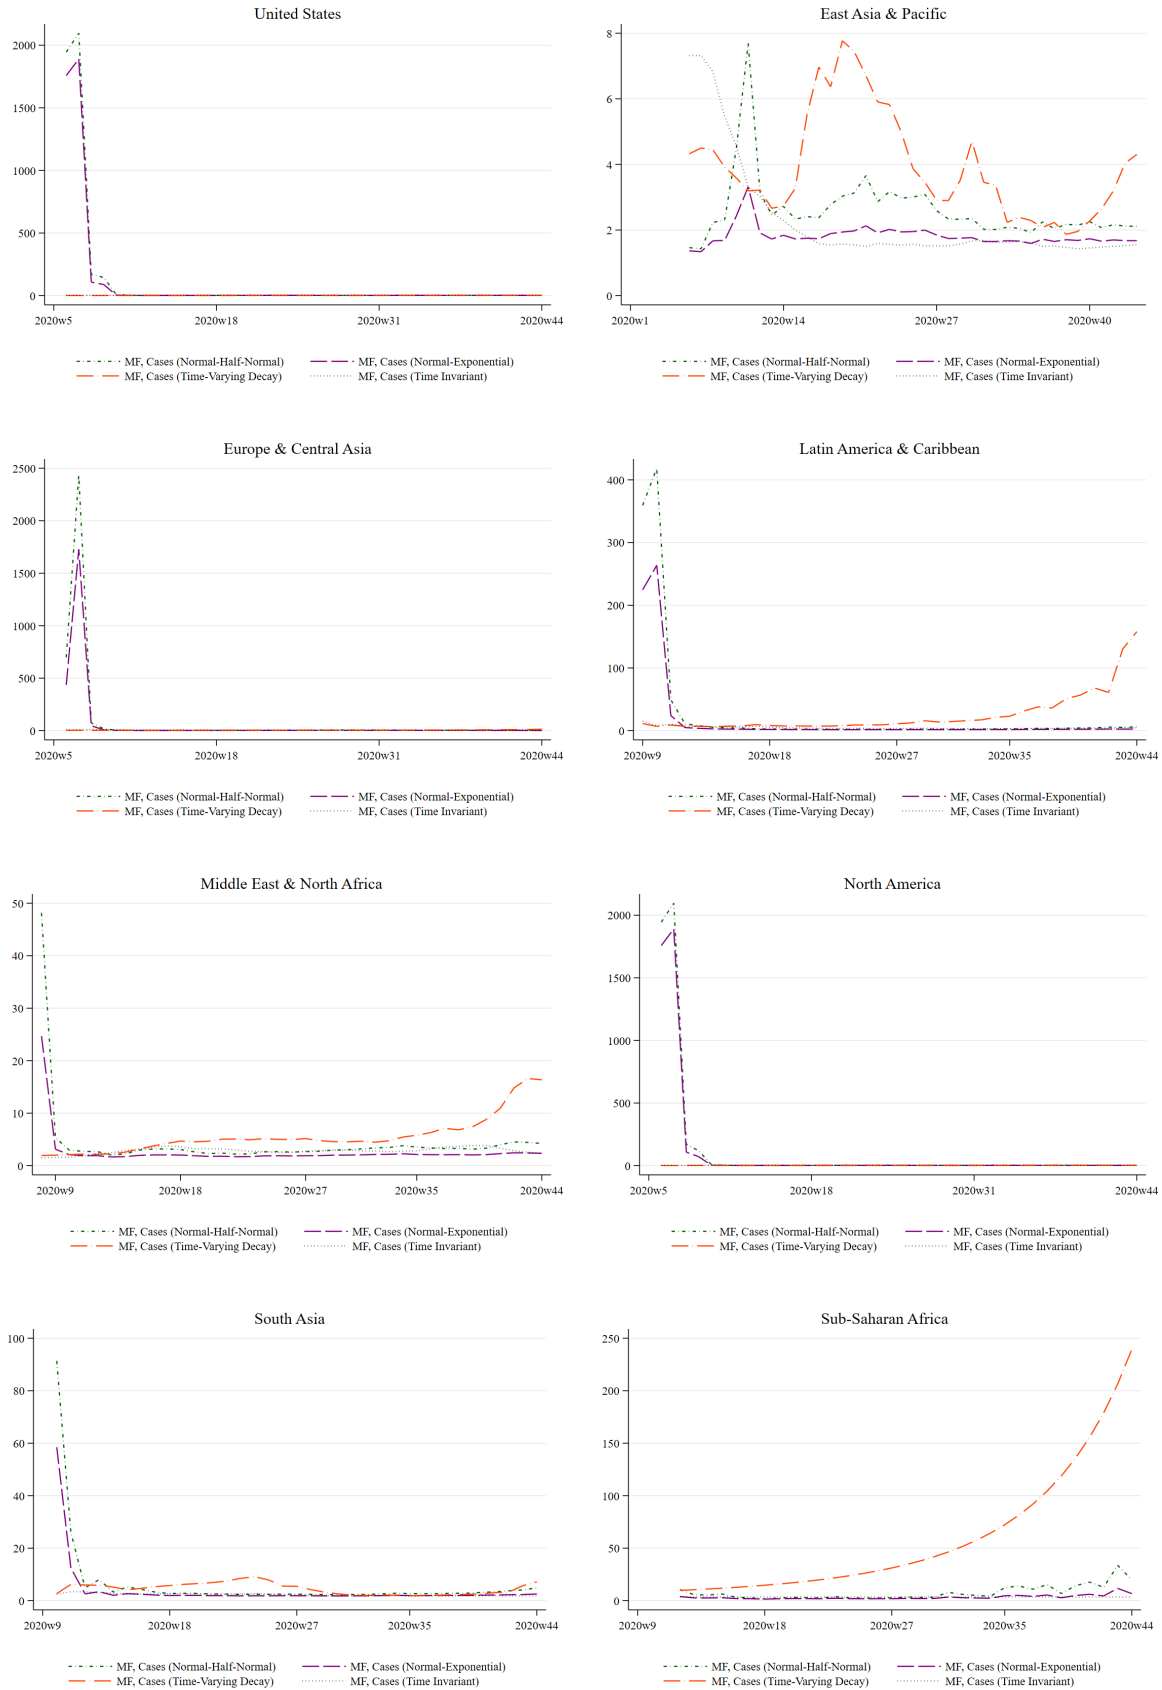 United States
2000
1500
1000
500
0
2020w5 2020w18 2020w31 2020w44
MF, Cases (Normal-Half-Normal) MF, Cases (Normal-Exponential)
MF, Cases (Time-Varying Decay) MF, Cases (Time Invariant)
East Asia & Pacific
8
6
4
2
0
2020w1 2020w14 2020w27 2020w40
MF, Cases (Normal-Half-Normal) MF, Cases (Normal-Exponential)
MF, Cases (Time-Varying Decay) MF, Cases (Time Invariant)
Europe & Central Asia
2500
2000
1500
1000
500
0
2020w5 2020w18 2020w31 2020w44
MF, Cases (Normal-Half-Normal) MF, Cases (Normal-Exponential)
MF, Cases (Time-Varying Decay) MF, Cases (Time Invariant)
Latin America & Caribbean
400
300
200
100
0
2020w9 2020w18 2020w27 2020w35 2020w44
MF, Cases (Normal-Half-Normal) MF, Cases (Normal-Exponential)
MF, Cases (Time-Varying Decay) MF, Cases (Time Invariant)
Middle East & North Africa
50
40
30
20
10
0
2020w9 2020w18 2020w27 2020w35 2020w44
MF, Cases (Normal-Half-Normal) MF, Cases (Normal-Exponential)
MF, Cases (Time-Varying Decay) MF, Cases (Time Invariant)
North America
2000
1500
1000
500
0
2020w5 2020w18 2020w31 2020w44
MF, Cases (Normal-Half-Normal) MF, Cases (Normal-Exponential)
MF, Cases (Time-Varying Decay) MF, Cases (Time Invariant)
South Asia
100
80
60
40
20
0
2020w9 2020w18 2020w27 2020w35 2020w44
MF, Cases (Normal-Half-Normal) MF, Cases (Normal-Exponential)
MF, Cases (Time-Varying Decay) MF, Cases (Time Invariant)
Sub-Saharan Africa
250
200
150
100
50
0
2020w9 2020w18 2020w27 2020w35 2020w44
MF, Cases (Normal-Half-Normal) MF, Cases (Normal-Exponential)
MF, Cases (Time-Varying Decay) MF, Cases (Time Invariant)